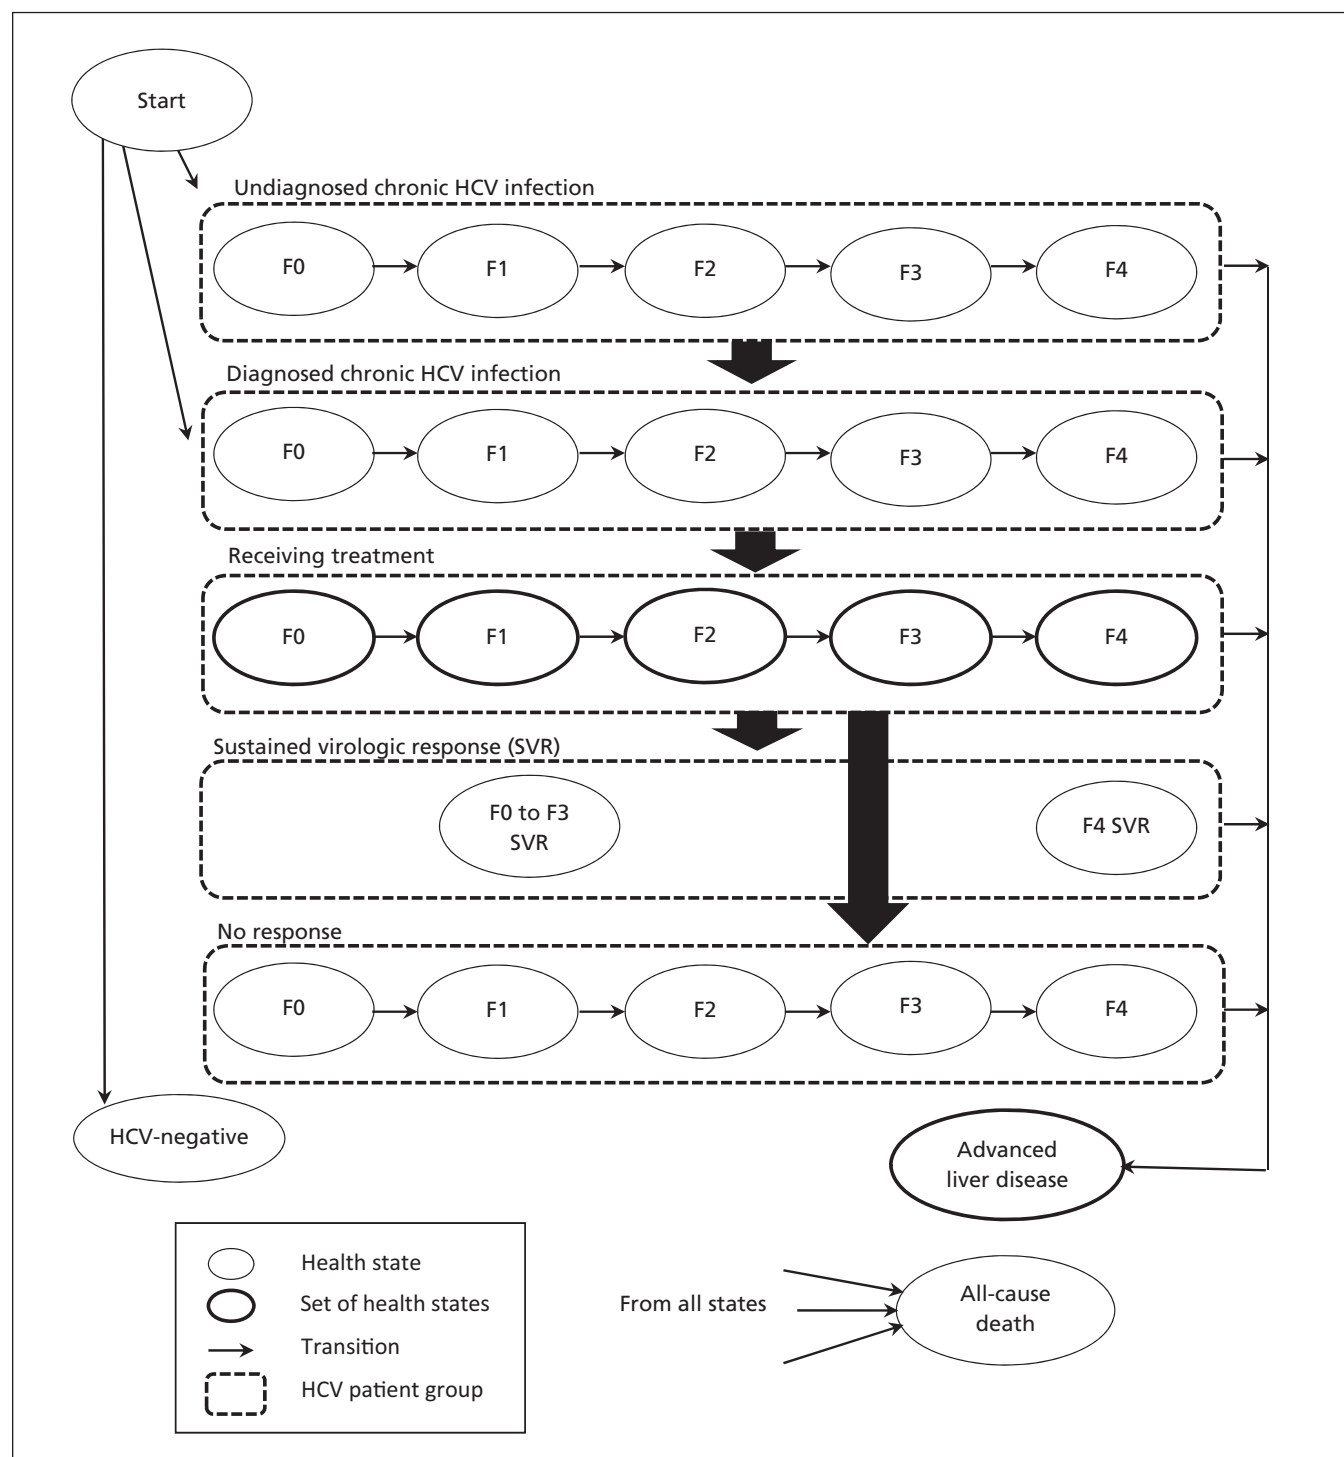 Start
Undiagnosed chronic HCV infection
F0 F1 F2 F3 F4
Diagnosed chronic HCV infection
F0 F1 F2 F3 F4
Receiving treatment
F0 F1 F2 F3 F4
Sustained virologic response (SVR)
F0 to F3
SVR
F4 SVR
No response
F0 F1 F2 F3 F4
HCV-negative
Advanced
liver disease
Health state
Set of health states
Transition
HCV patient group
From all states
All-cause
death